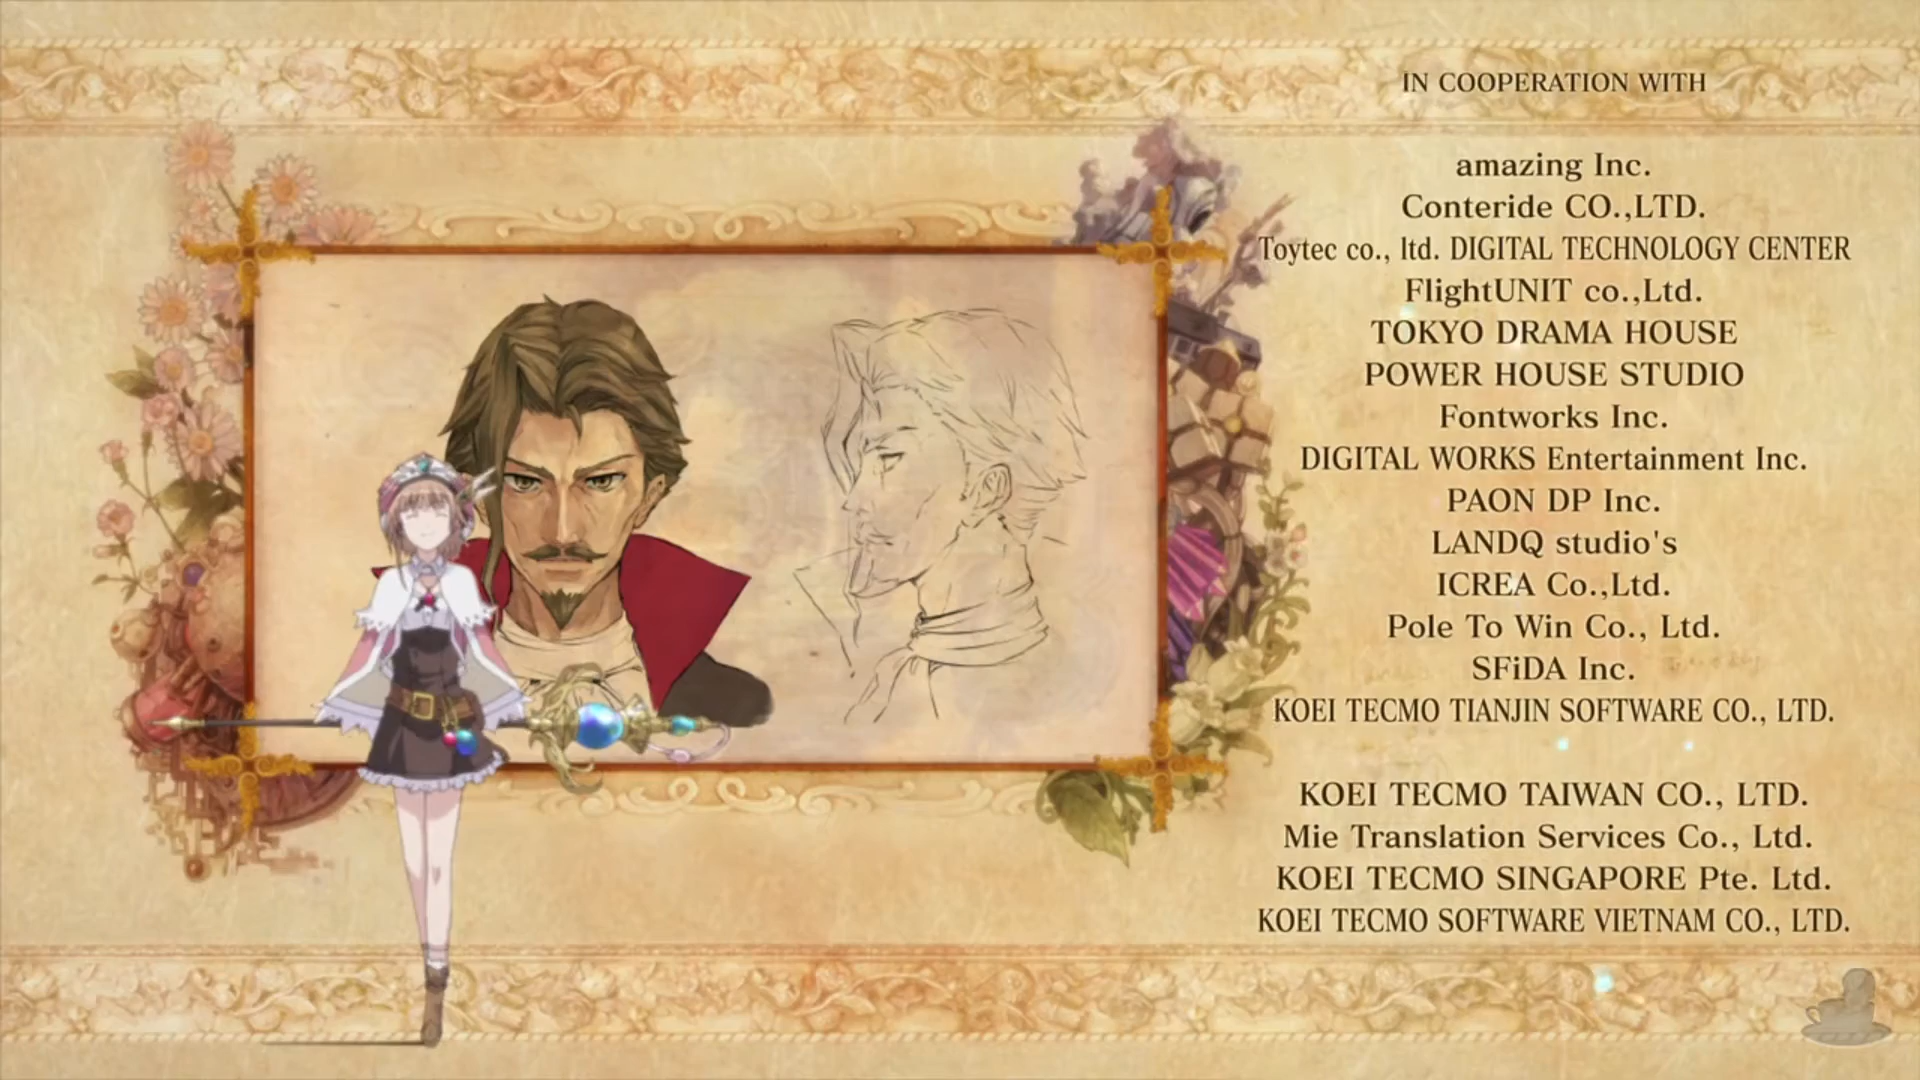 IN COOPERATION WITH
amazing Inc.
Conteride CO.,LTD.
Toytec co., ltd. DIGITAL TECHNOLOGY CENTER
FlightUNIT co.,Ltd.
TOKYO DRAMA HOUSE
POWER HOUSE STUDIO
Fontworks Inc.
DIGITAL WORKS Entertainment Inc.
PAON DP Inc.
LANDQ studio's
ICREA Co.,Ltd.
Pole To Win Co., Ltd.
SFiDA Inc.
KOEI TECMO TIANJIN SOFTWARE CO., LTD.
KOEI TECMO TAIWAN CO., LTD.
Mie Translation Services Co., Ltd.
KOEI TECMO SINGAPORE Pte. Ltd.
KOEI TECMO SOFTWARE VIETNAM CO., LTD.